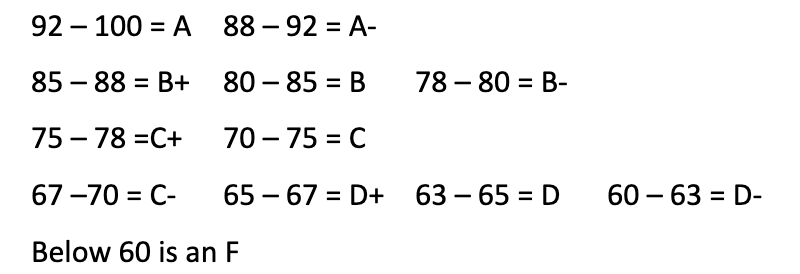 92 – 100 = A 88 – 92 = A-
85 – 88 = B+ 80 – 85 = B 78 – 80 = B-
75 – 78 =C+ 70 – 75 = C
67 –70 = C- 65 – 67 = D+ 63 – 65 = D 60 – 63 = D-
Below 60 is an F